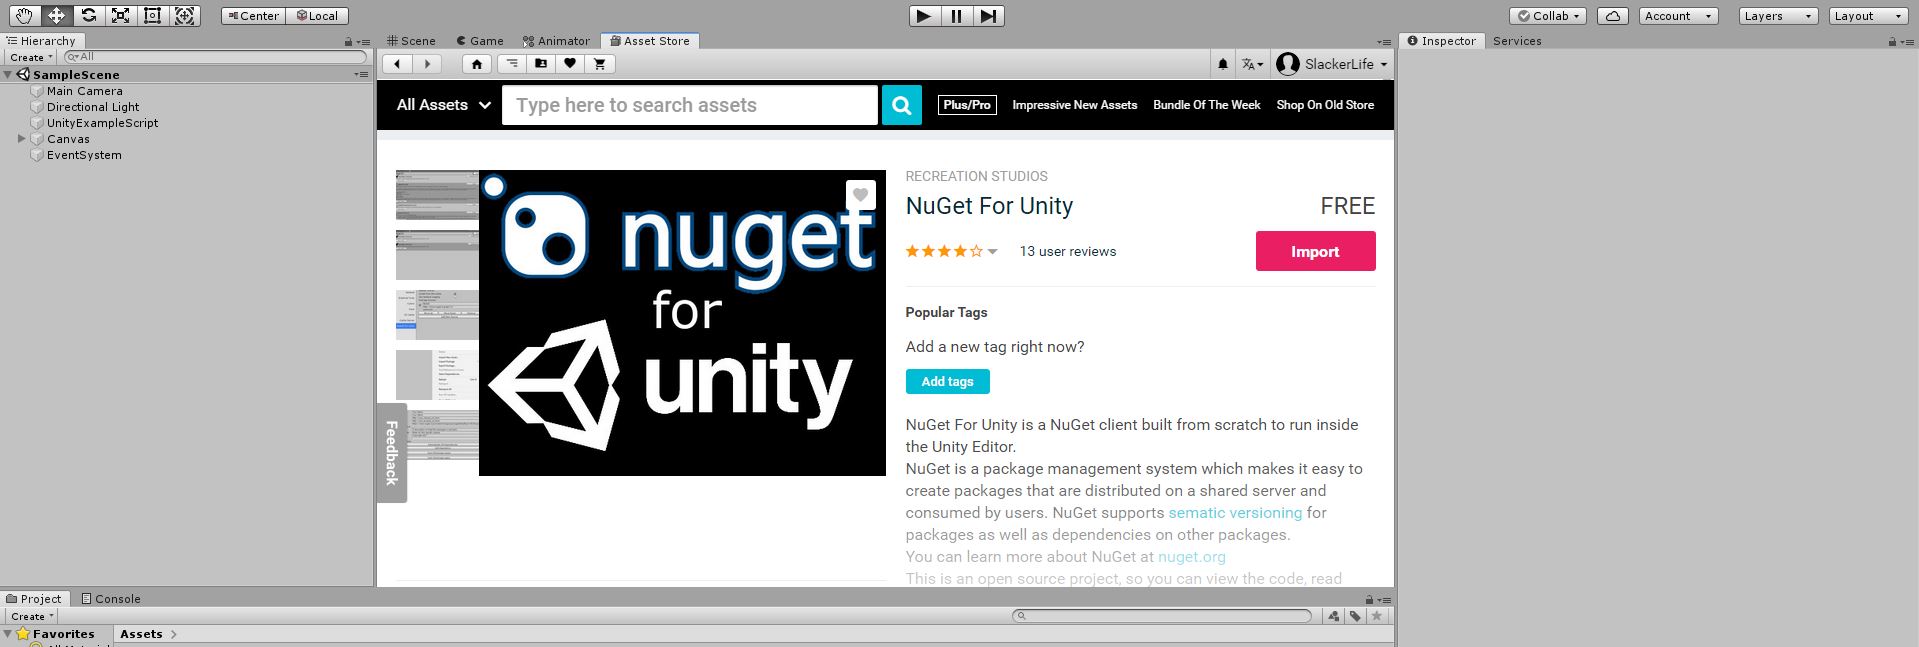 Center Local Collab Account Layers Layout
Hierarchy Scene Game Animator Asset Store Inspector Services
Create All
SampleScene
Main Camera
Directional Light
UnityExampleScript
Canvas
EventSystem
SlackerLife
All Assets Type here to search assets Plus/Pro Impressive New Assets Bundle Of The Week Shop On Old Store
nuget
for
unity
Feedback
RECREATION STUDIOS
NuGet For Unity FREE
13 user reviews Import
Popular Tags
Add a new tag right now?
Add tags
NuGet For Unity is a NuGet client built from scratch to run inside
the Unity Editor.
NuGet is a package management system which makes it easy to
create packages that are distributed on a shared server and
consumed by users. NuGet supports sematic versioning for
packages as well as dependencies on other packages.
You can learn more about NuGet at nuget.org
This is an open source project, so you can view the code, read
Project Console
Create
Favorites Assets